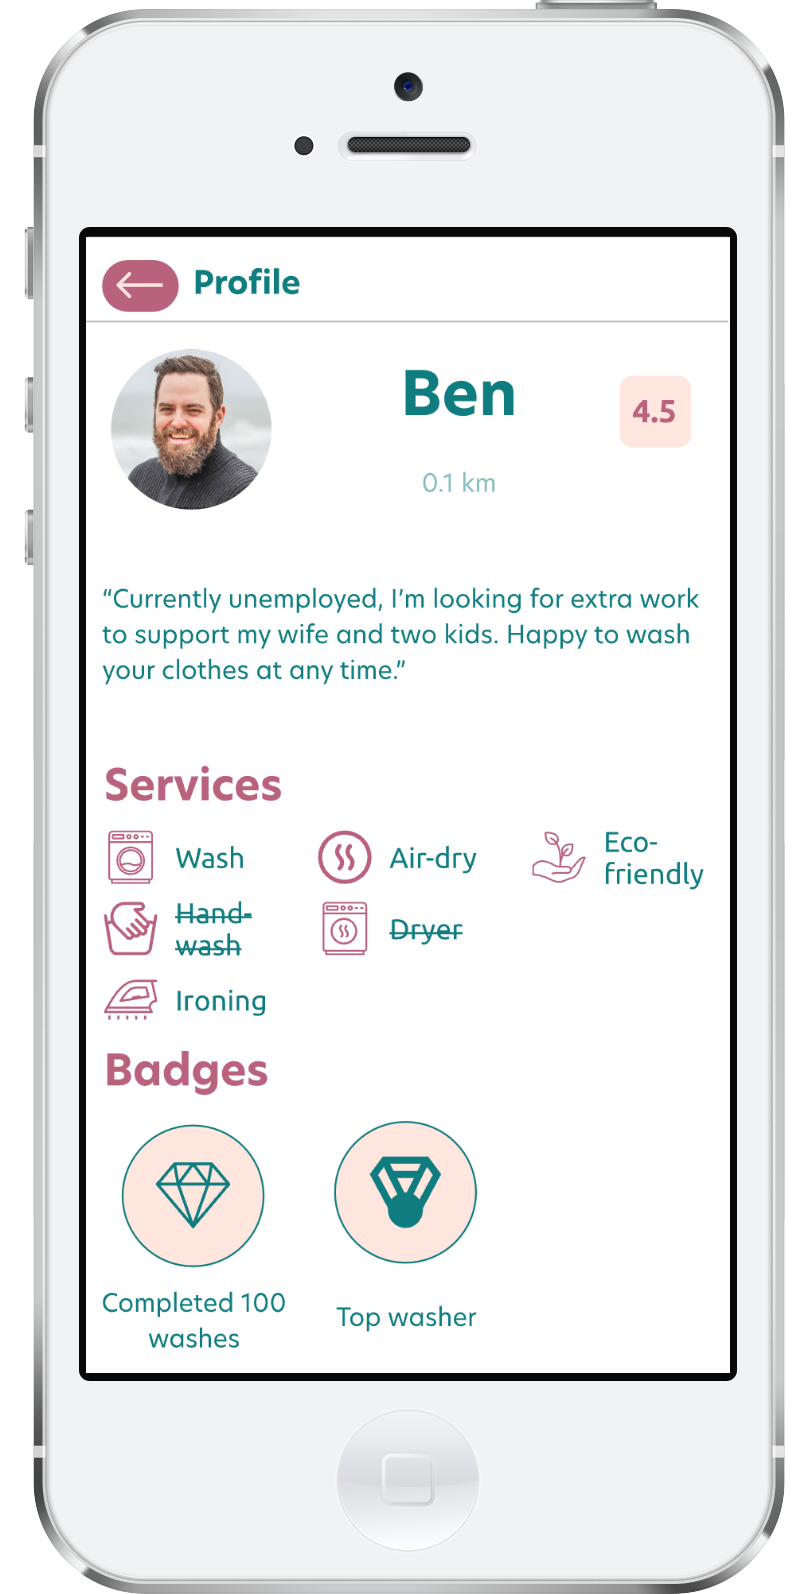 Profile
Ben
4.5
0.1 km
“Currently unemployed, I’m looking for extra work
to support my wife and two kids. Happy to wash
your clothes at any time.”
Services
Wash
Air-dry
Eco-
friendly
Hand-
wash
Dryer
Ironing
Badges
Completed 100
washes
Top washer